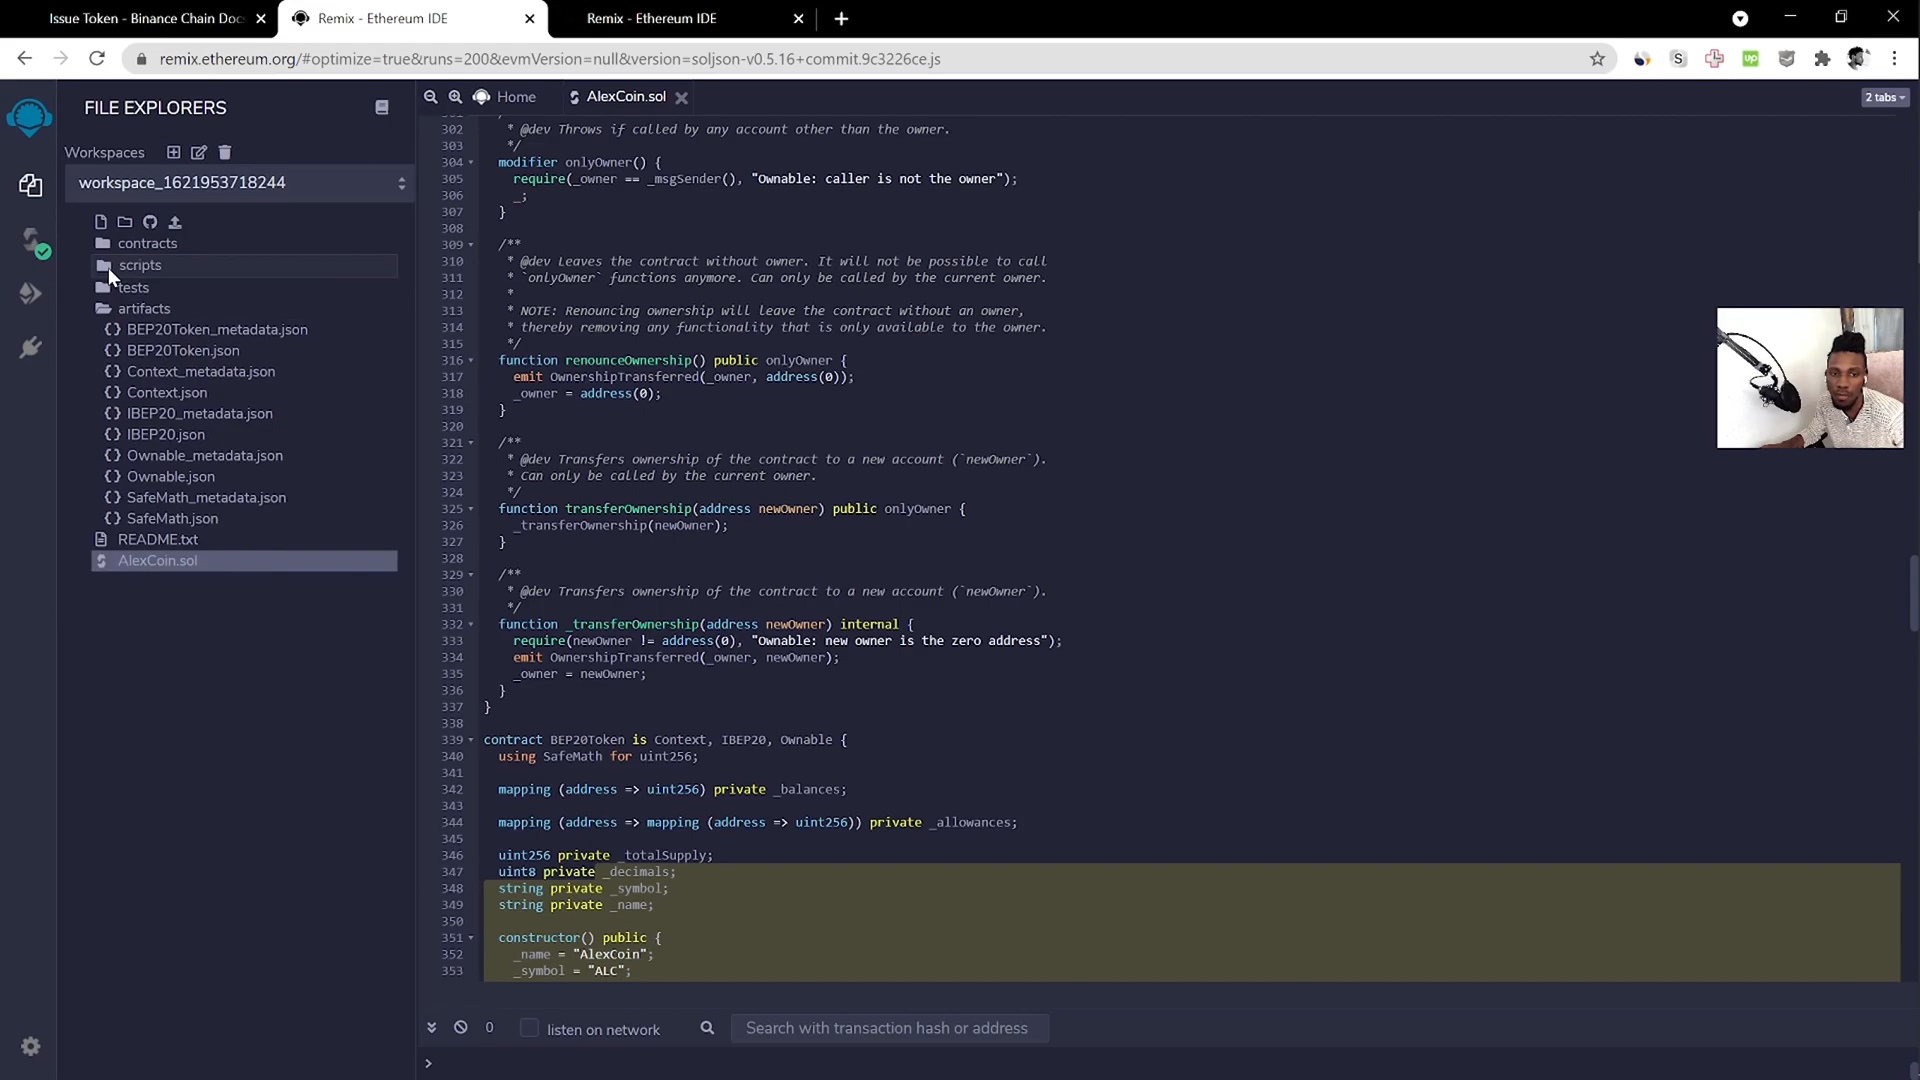 Issue Token - Binance Chain Doc
Remix - Ethereum IDE
Remix - Ethereum IDE
remix.ethereum.org/#optimize=true&runs=200&evmVersion=null&version=soljson-v0.5.16+commit.9c3226ce.js
S
up
FILE EXPLORERS
Home
AlexCoin.sol
2 tabs
Workspaces
workspace_1621953718244
contracts
scripts
tests
artifacts
BEP20Token_metadata.json
BEP20Token.json
Context_metadata.json
Context.json
IBEP20_metadata.json
IBEP20.json
Ownable_metadata.json
Ownable.json
SafeMath_metadata.json
SafeMath.json
README.txt
AlexCoin.sol
302 * @dev Throws if called by any account other than the owner.
303 */
304 modifier onlyOwner() {
305 require(_owner == _msgSender(), "Ownable: caller is not the owner");
306 _;
307 }
308
309 /**
310 * @dev Leaves the contract without owner. It will not be possible to call
311 * `onlyOwner` functions anymore. Can only be called by the current owner.
312 *
313 * NOTE: Renouncing ownership will leave the contract without an owner,
314 * thereby removing any functionality that is only available to the owner.
315 */
316 function renounceOwnership() public onlyOwner {
317 emit OwnershipTransferred(_owner, address(0));
318 _owner = address(0);
319 }
320
321 /**
322 * @dev Transfers ownership of the contract to a new account (`newOwner`).
323 * Can only be called by the current owner.
324 */
325 function transferOwnership(address newOwner) public onlyOwner {
326 _transferOwnership(newOwner);
327 }
328
329 /**
330 * @dev Transfers ownership of the contract to a new account (`newOwner`).
331 */
332 function _transferOwnership(address newOwner) internal {
333 require(newOwner != address(0), "Ownable: new owner is the zero address");
334 emit OwnershipTransferred(_owner, newOwner);
335 _owner = newOwner;
336 }
337 }
338
339 contract BEP20Token is Context, IBEP20, Ownable {
340 using SafeMath for uint256;
341
342 mapping (address => uint256) private _balances;
343
344 mapping (address => mapping (address => uint256)) private _allowances;
345
346 uint256 private _totalSupply;
347 uint8 private _decimals;
348 string private _symbol;
349 string private _name;
350
351 constructor() public {
352 _name = "AlexCoin";
353 _symbol = "ALC";
0
listen on network
Search with transaction hash or address
>